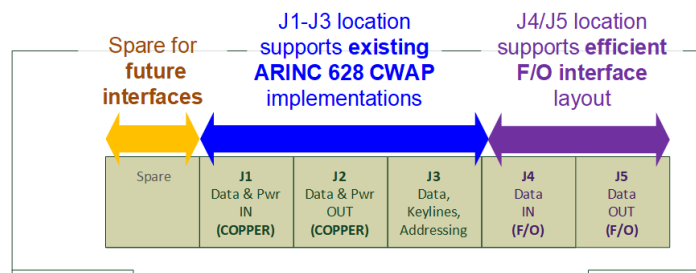 Spare for
future
interfaces
J1-J3 location
supports existing
ARINC 628 CWAP
implementations
J4/J5 location
supports efficient
F/O interface
layout
Spare
J1
Data & Pwr
IN
(COPPER)
J2
Data & Pwr
OUT
(COPPER)
J3
Data,
Keylines,
Addressing
J4
Data
IN
(F/O)
J5
Data
OUT
(F/O)